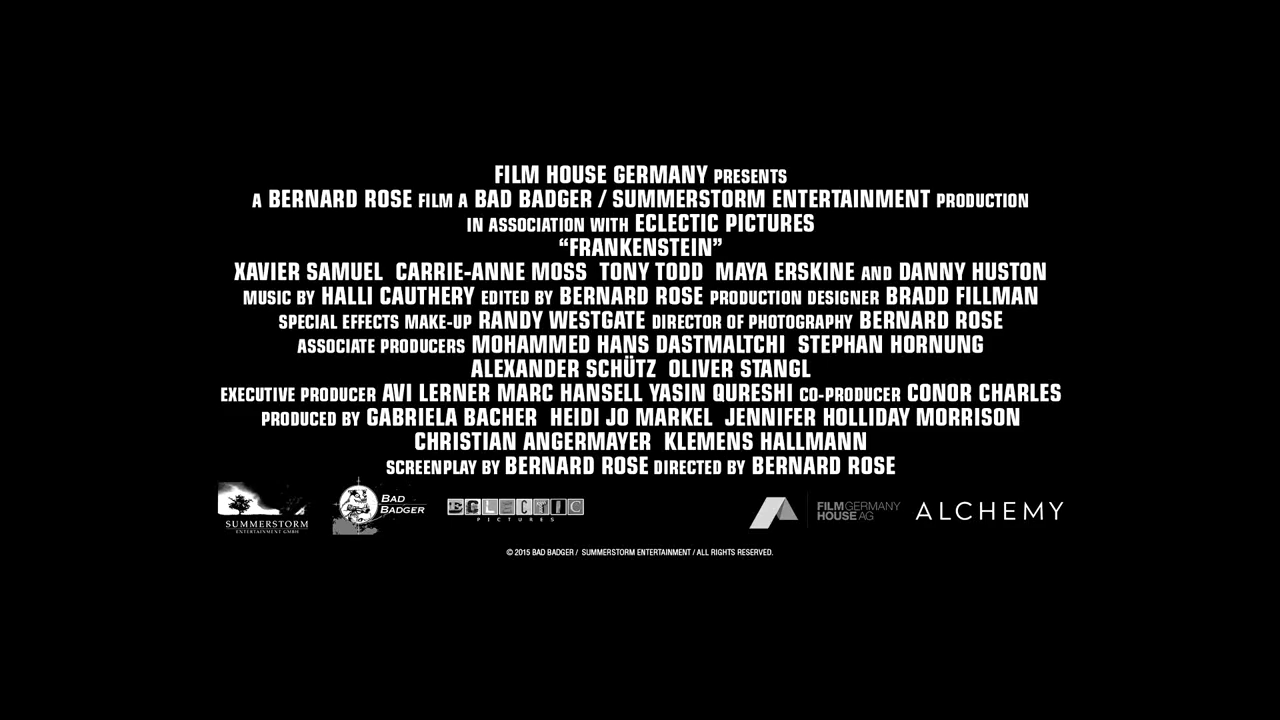 FILM HOUSE GERMANY PRESENTS
A BERNARD ROSE FILM A BAD BADGER / SUMMERSTORM ENTERTAINMENT PRODUCTION
IN ASSOCIATION WITH ECLECTIC PICTURES
“FRANKENSTEIN”
XAVIER SAMUEL CARRIE-ANNE MOSS TONY TODD MAYA ERSKINE AND DANNY HUSTON
MUSIC BY HALLI CAUTHERY EDITED BY BERNARD ROSE PRODUCTION DESIGNER BRADD FILLMAN
SPECIAL EFFECTS MAKE-UP RANDY WESTGATE DIRECTOR OF PHOTOGRAPHY BERNARD ROSE
ASSOCIATE PRODUCERS MOHAMMED HANS DASTMALTCHI STEPHAN HORNUNG
ALEXANDER SCHÜTZ OLIVER STANGL
EXECUTIVE PRODUCER AVI LERNER MARC HANSELL YASIN QURESHI CO-PRODUCER CONOR CHARLES
PRODUCED BY GABRIELA BACHER HEIDI JO MARKEL JENNIFER HOLLIDAY MORRISON
CHRISTIAN ANGERMAYER KLEMENS HALLMANN
SCREENPLAY BY BERNARD ROSE DIRECTED BY BERNARD ROSE
SUMMERSTORM
ENTERTAINMENT GMBH
BAD
BADGER
ECLECTIC
PICTURES
FILMGERMANY
HOUSEAG
ALCHEMY
© 2015 BAD BADGER / SUMMERSTORM ENTERTAINMENT / ALL RIGHTS RESERVED.